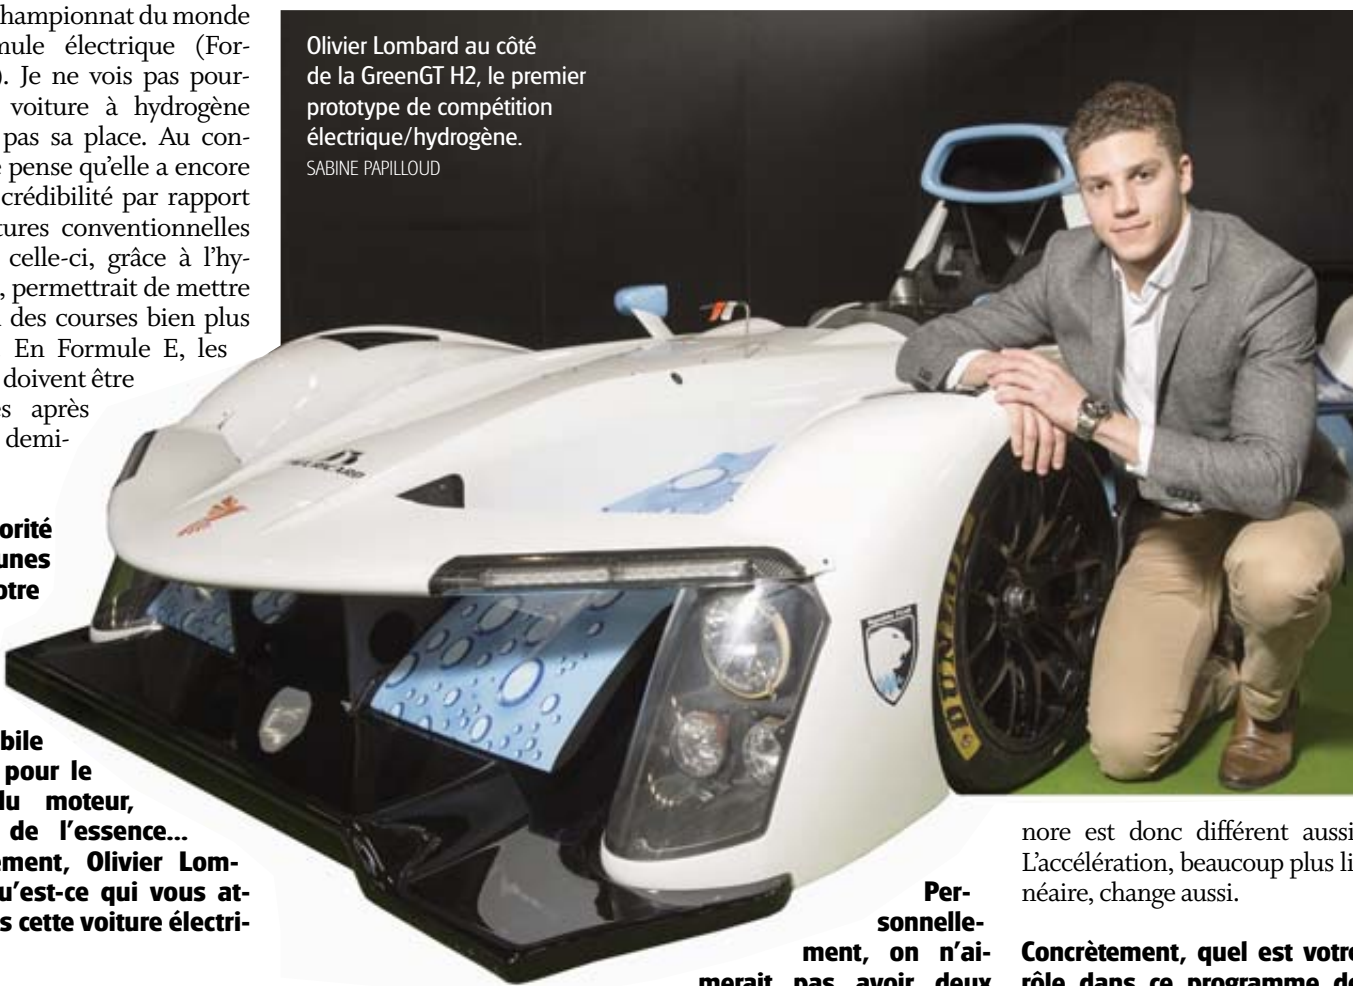 hampionnat du monde
mule électrique (For-
). Je ne vois pas pour-
voiture à hydrogène
pas sa place. Au con-
pense qu'elle a encore
crédibilité par rapport
tures conventionnelles
celle-ci, grâce à l'hy-
, permettrait de mettre
des courses bien plus
En Formule E, les
doivent être
s après
demi-
orité
unes
otre
bile
pour le
du moteur,
de l'essence...
ement, Olivier Lom-
u'est-ce qui vous at-
s cette voiture électri-
Olivier Lombard au côté
de la GreenGT H2, le premier
prototype de compétition
électrique/hydrogène.
SABINE PAPILLOUD
DUNLOP
Per-
sonnelle-
ment, on n'ai-
merait pas avoir deux
nore est donc différent aussi
L'accélération, beaucoup plus li
néaire, change aussi.
Concrètement, quel est votre
rôle dans ce programme de